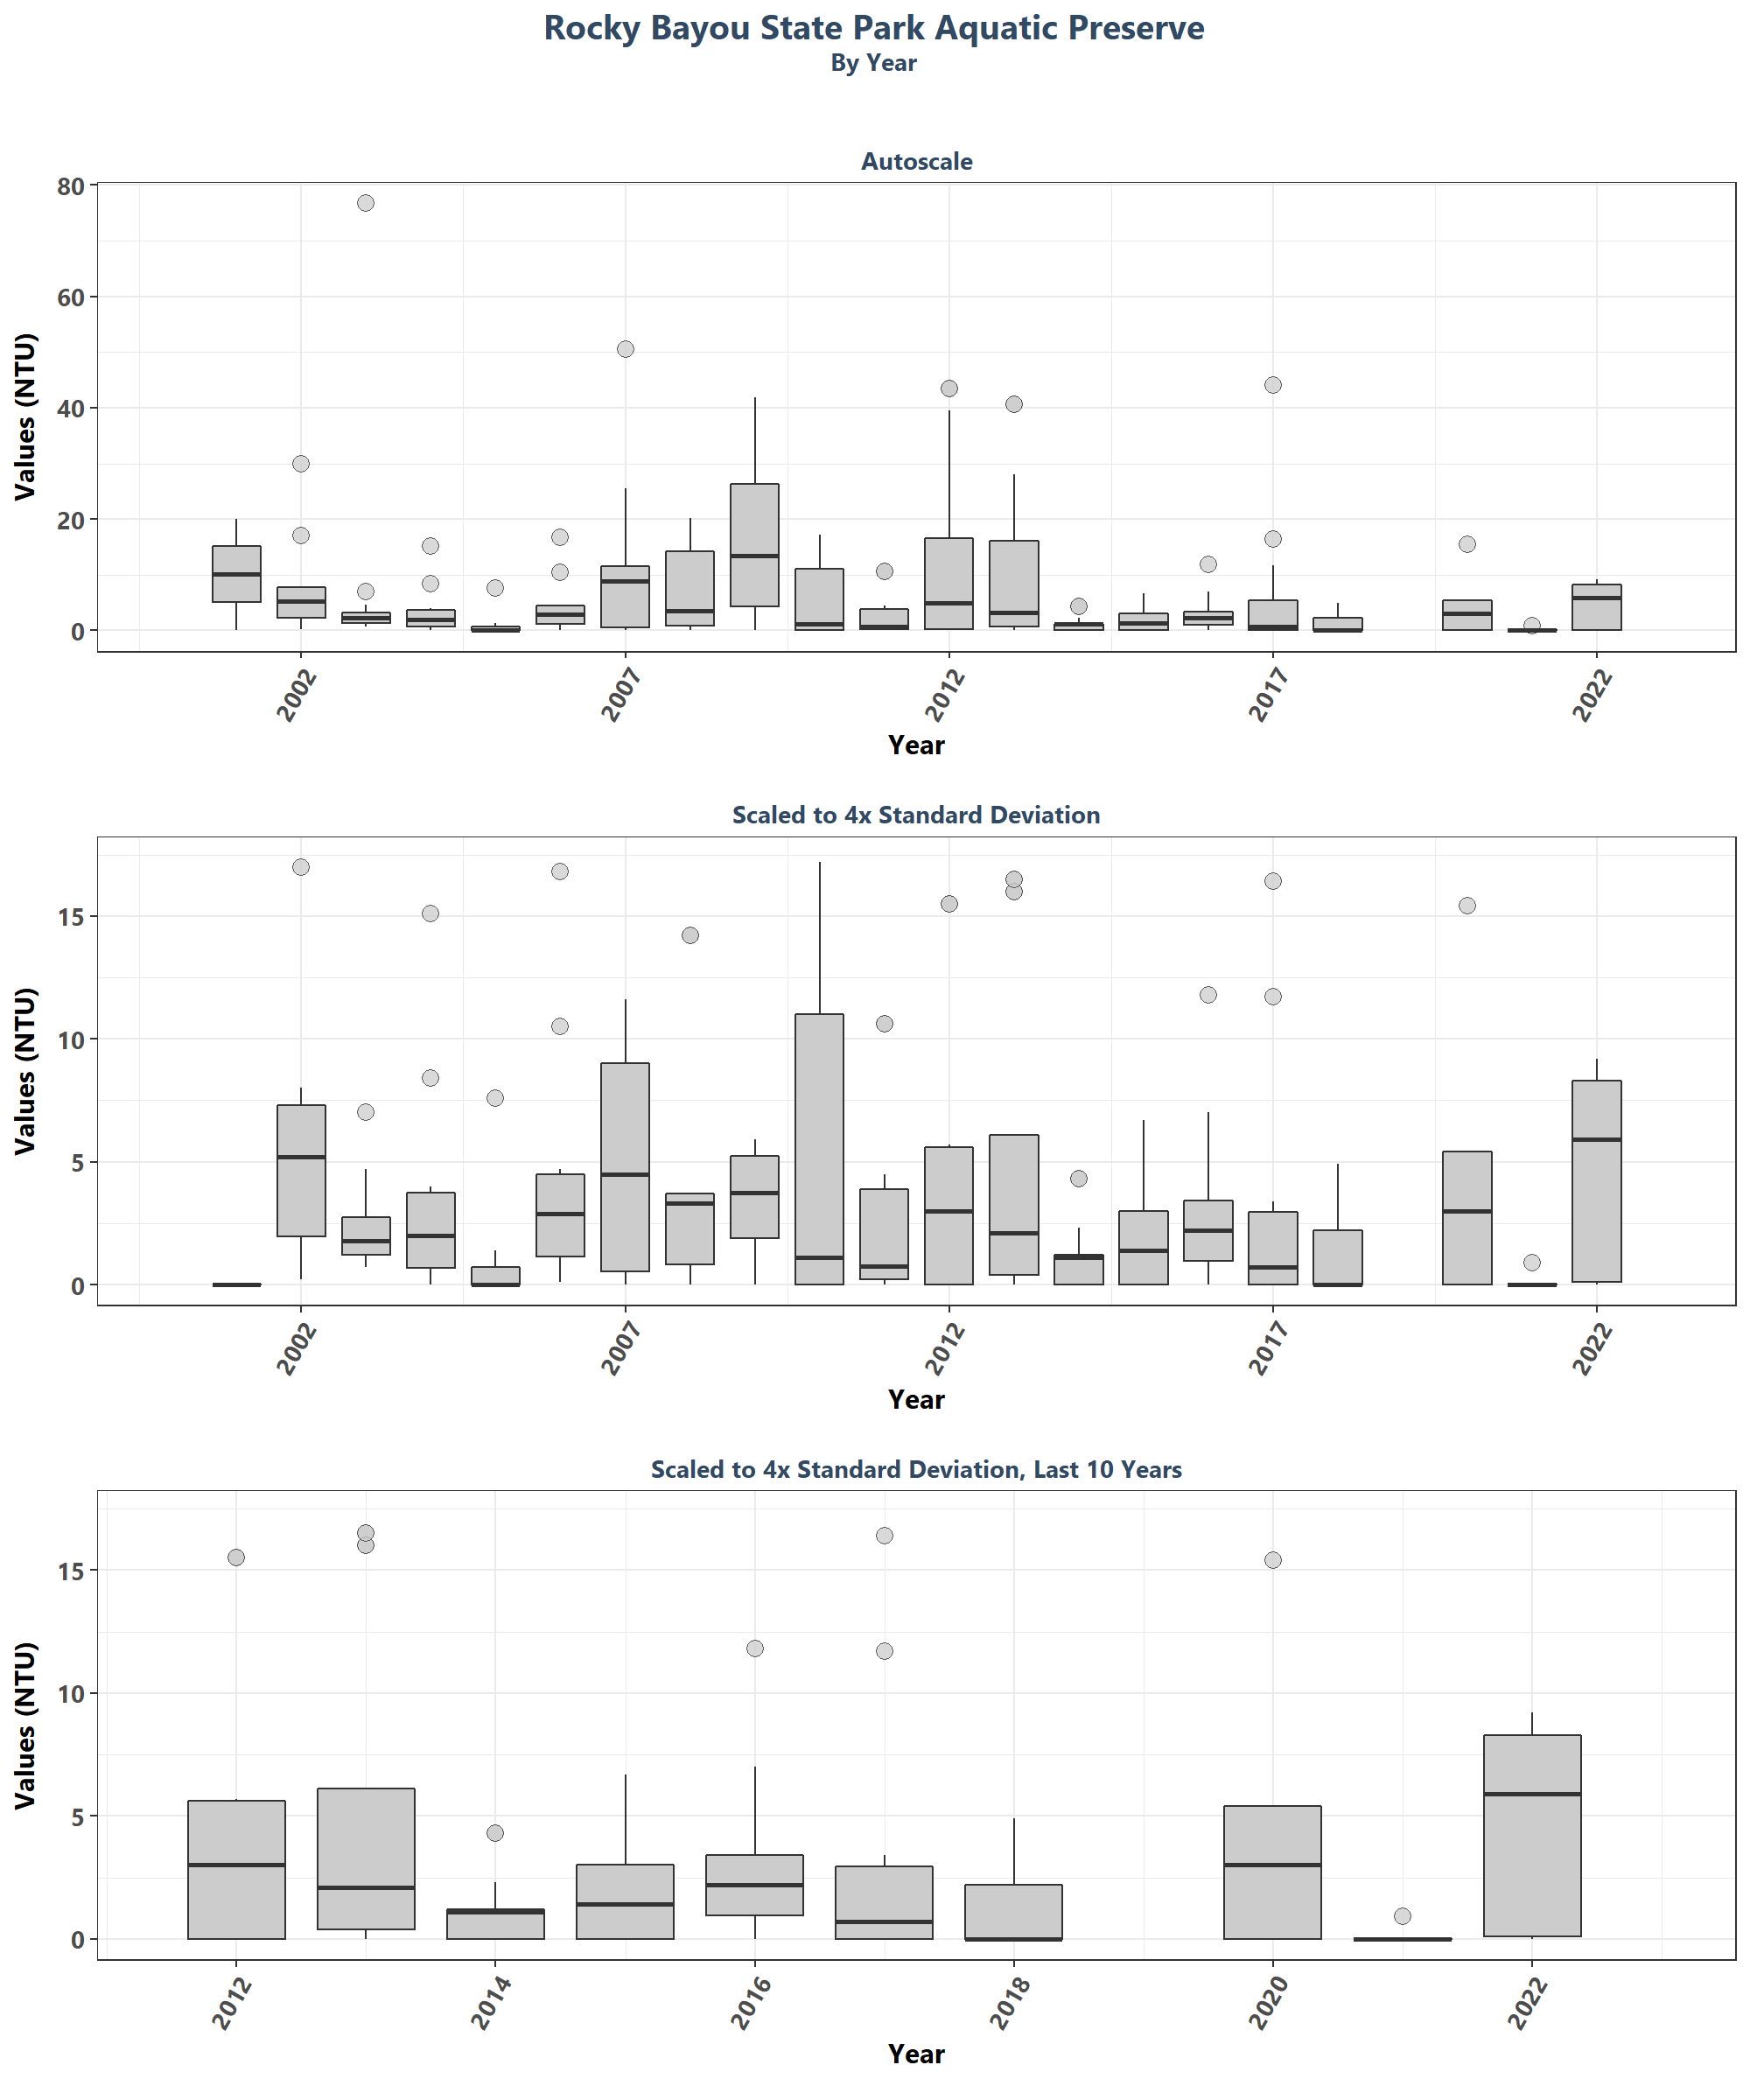 Rocky Bayou State Park Aquatic Preserve
By Year
Autoscale
Values (NTU)
80
60
40
20
0
2002
2007
2012
2017
2022
Year
Scaled to 4x Standard Deviation
Values (NTU)
15
10
5
0
2002
2007
2012
2017
2022
Year
Scaled to 4x Standard Deviation, Last 10 Years
Values (NTU)
15
10
5
0
2012
2014
2016
2018
2020
2022
Year